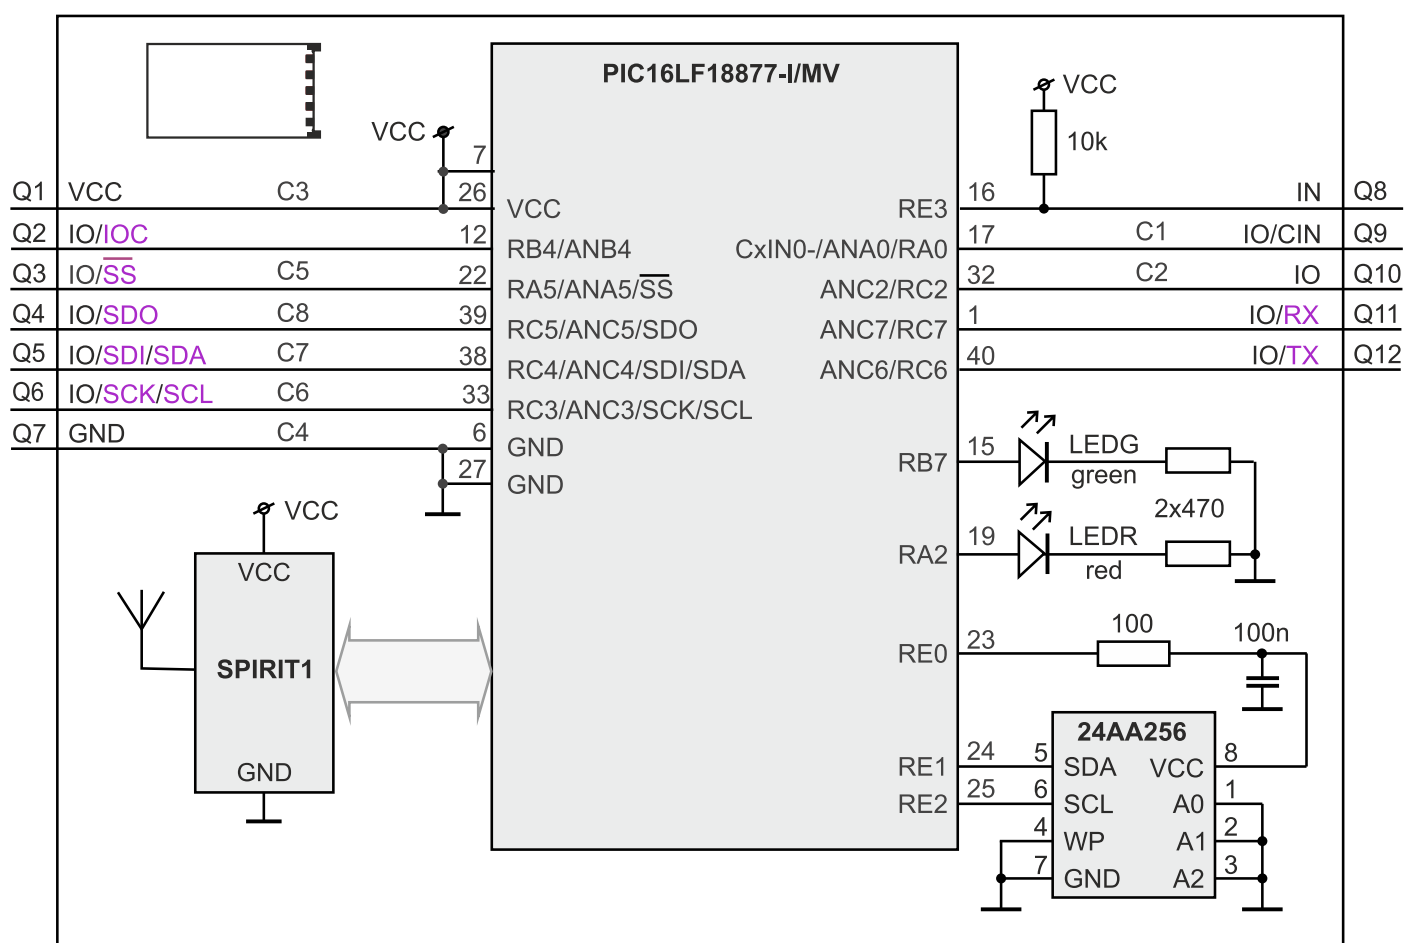 PIC16LF18877-I/MV
VCC
VCC
10k
7
Q1 VCC C3 26 VCC
RE3 16 IN Q8
Q2 IO/IOC 12 RB4/ANB4
CxIN0-/ANA0/RA0 17 C1 IO/CIN Q9
Q3 IO/SS C5 22 RA5/ANA5/SS
ANC2/RC2 32 C2 IO Q10
Q4 IO/SDO C8 39 RC5/ANC5/SDO
ANC7/RC7 1 IO/RX Q11
Q5 IO/SDI/SDA C7 38 RC4/ANC4/SDI/SDA
ANC6/RC6 40 IO/TX Q12
Q6 IO/SCK/SCL C6 33 RC3/ANC3/SCK/SCL
Q7 GND C4 6 GND
27 GND
RB7 15 LEDG
green
2x470
RA2 19 LEDR
red
VCC
VCC
SPIRIT1
GND
RE0 23 100 100n
24AA256
RE1 24 5 SDA VCC 8
RE2 25 6 SCL A0 1
4 WP A1 2
7 GND A2 3